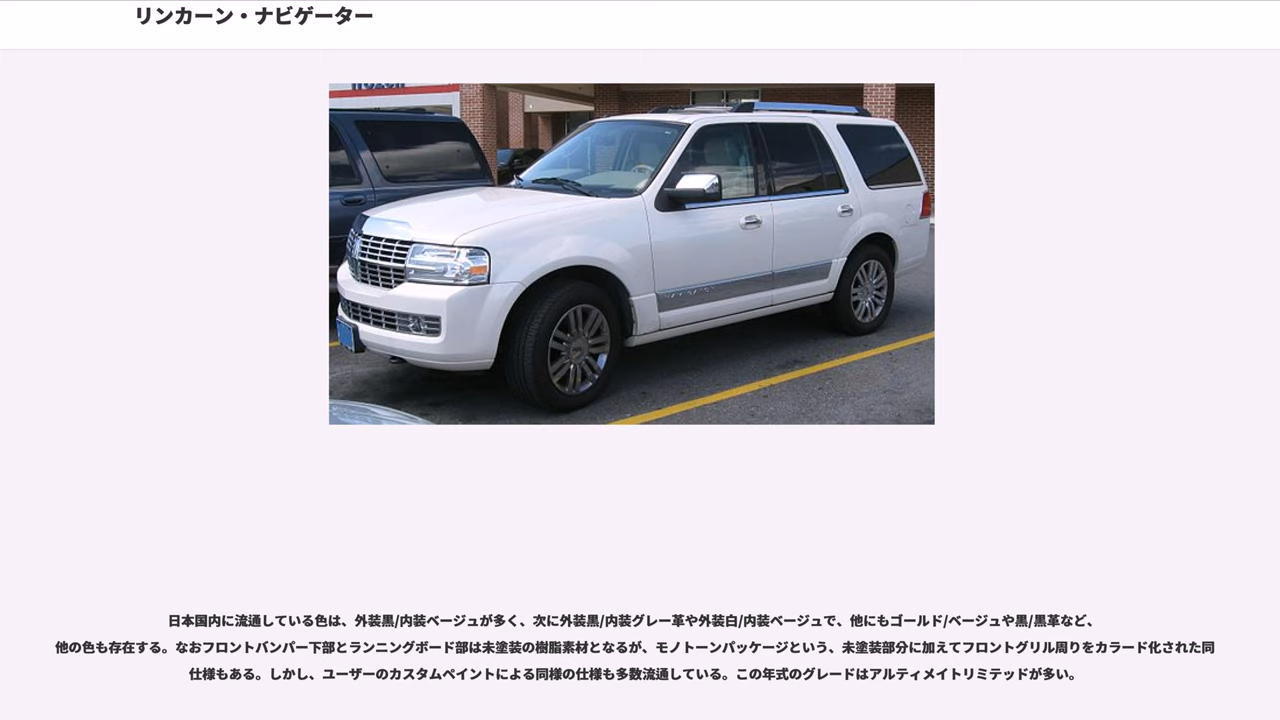 リンカーン・ナビゲーター
日本国内に流通している色は、外装黒/内装ベージュが多く、次に外装黒/内装グレー革や外装白/内装ベージュで、他にもゴールド/ベージュや黒/黒革など、
他の色も存在する。なおフロントバンパー下部とランニングボード部は未塗装の樹脂素材となるが、モノトーンパッケージという、未塗装部分に加えてフロントグリル周りをカラード化された同
仕様もある。しかし、ユーザーのカスタムペイントによる同様の仕様も多数流通している。この年式のグレードはアルティメイトリミテッドが多い。